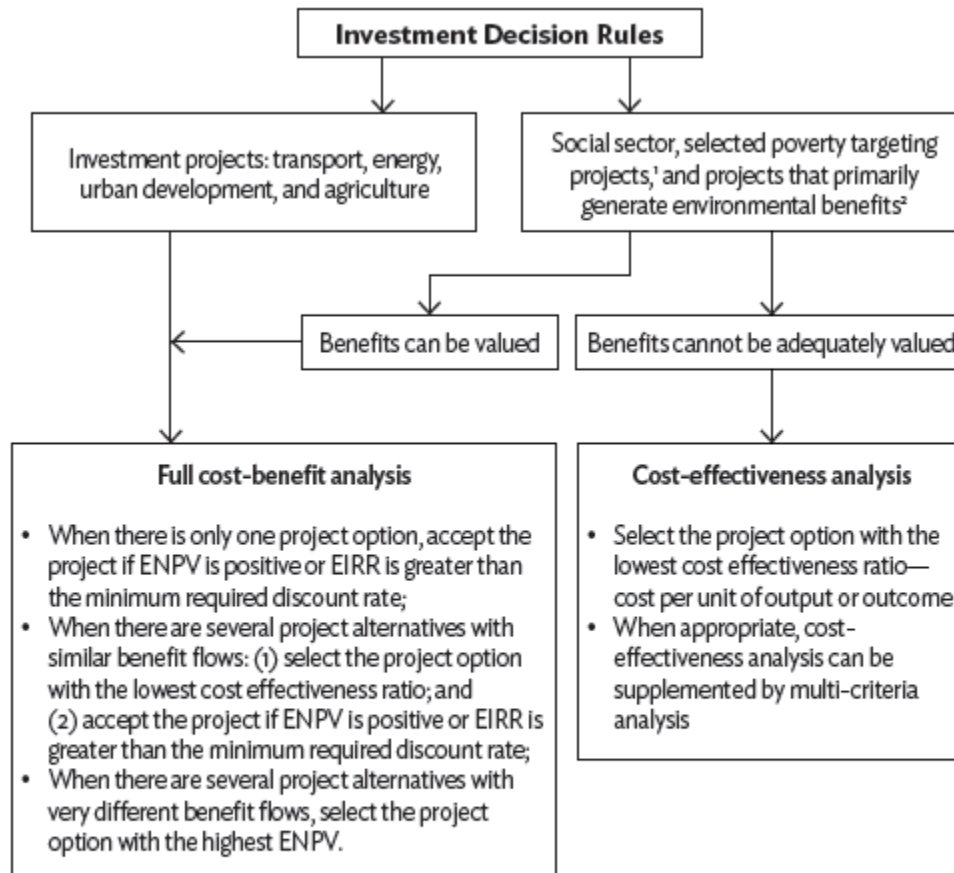 Investment Decision Rules
Investment projects: transport, energy,
urban development, and agriculture
Social sector, selected poverty targeting
projects,¹ and projects that primarily
generate environmental benefits²
Benefits can be valued
Benefits cannot be adequately valued
Full cost-benefit analysis
• When there is only one project option, accept the
project if ENPV is positive or EIRR is greater than
the minimum required discount rate;
• When there are several project alternatives with
similar benefit flows: (1) select the project option
with the lowest cost effectiveness ratio; and
(2) accept the project if ENPV is positive or EIRR is
greater than the minimum required discount rate;
• When there are several project alternatives with
very different benefit flows, select the project
option with the highest ENPV.
Cost-effectiveness analysis
• Select the project option with the
lowest cost effectiveness ratio—
cost per unit of output or outcome
• When appropriate, cost-
effectiveness analysis can be
supplemented by multi-criteria
analysis